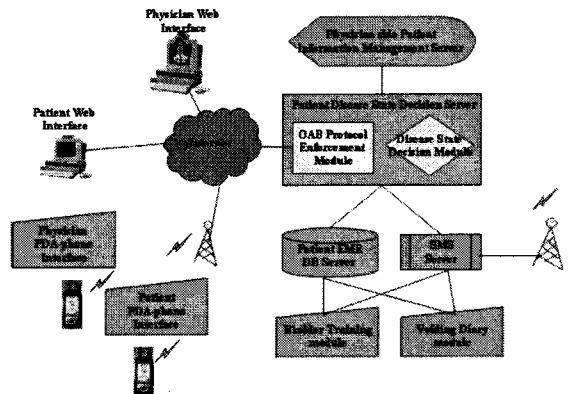 Physician Web
Interface
Physician side Patient
Information Management Server
Patient Web
Interface
Patient Disease State Decision Server
OAB Protocol
Enforcement
Module
Disease State
Decision Module
Physician
PDA-phone
Interface
Patient
PDA-phone
Interface
Patient EMR
DB Server
SMS
Server
Bladder Training
module
Voiding Diary
module